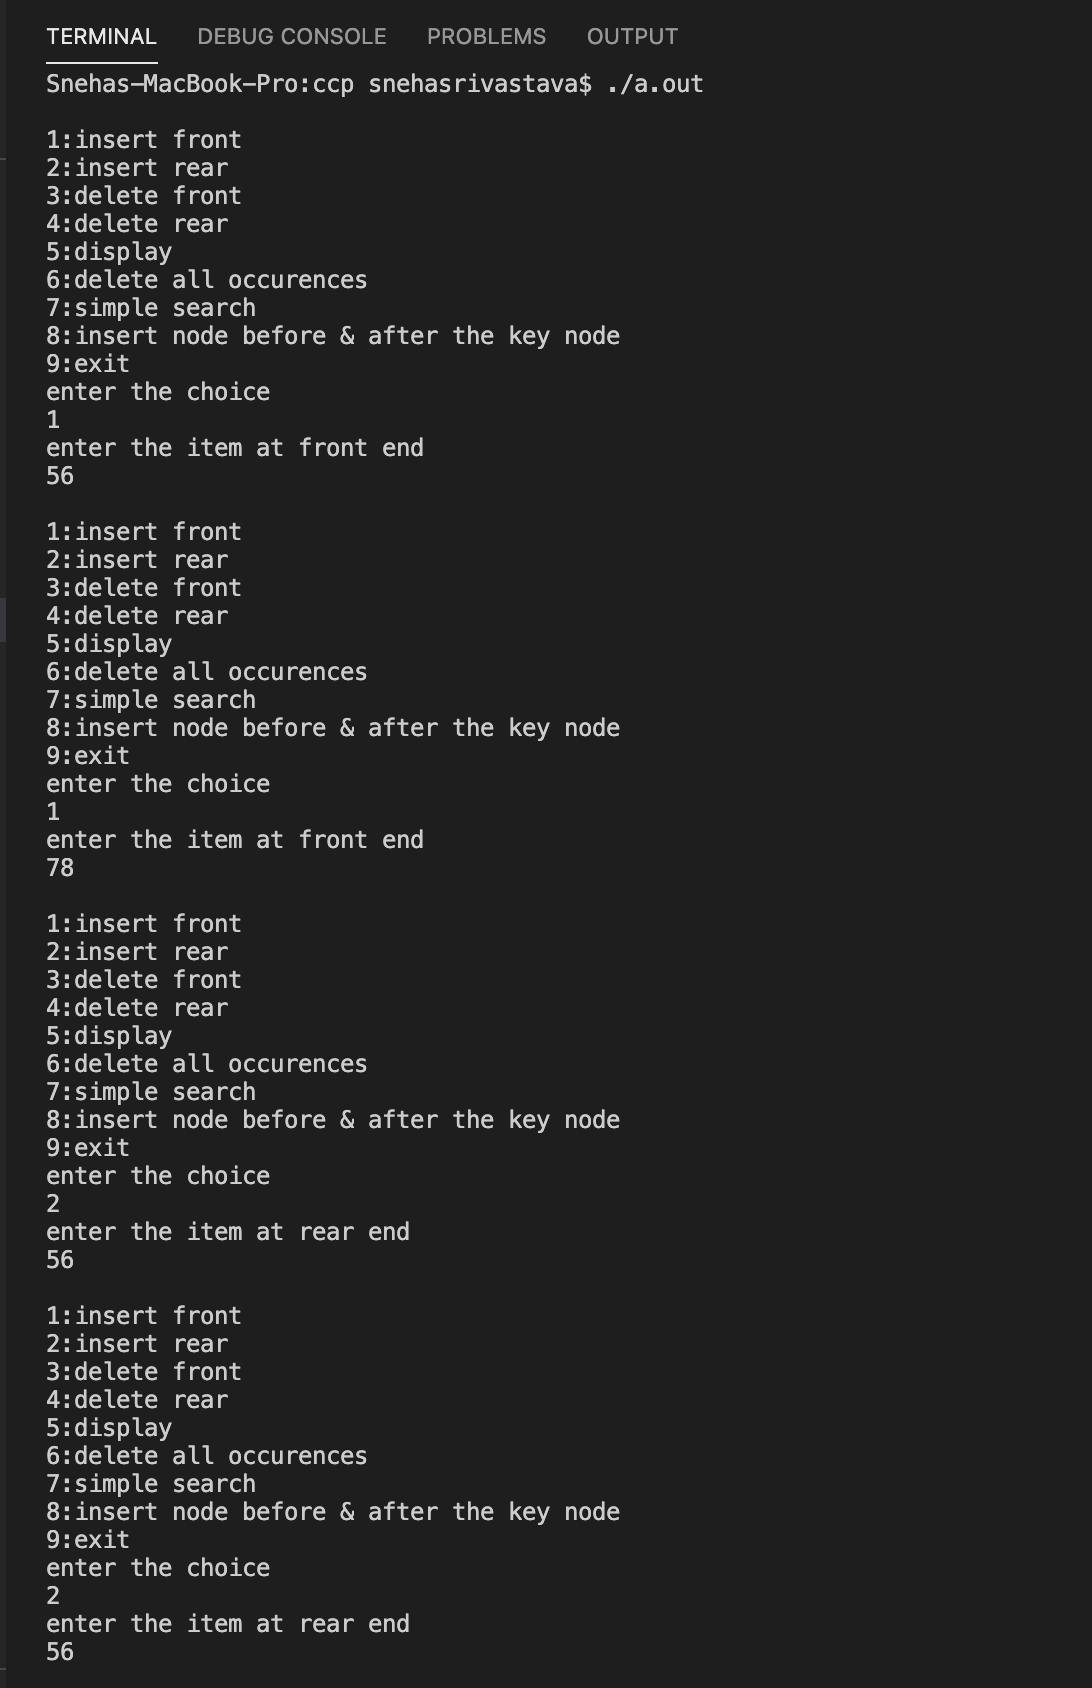 TERMINAL DEBUG CONSOLE PROBLEMS OUTPUT
Snehas-MacBook-Pro:ccp snehasrivastava$ ./a.out
1:insert front
2:insert rear
3:delete front
4:delete rear
5:display
6:delete all occurences
7:simple search
8:insert node before & after the key node
9:exit
enter the choice
1
enter the item at front end
56
1:insert front
2:insert rear
3:delete front
4:delete rear
5:display
6:delete all occurences
7:simple search
8:insert node before & after the key node
9:exit
enter the choice
1
enter the item at front end
78
1:insert front
2:insert rear
3:delete front
4:delete rear
5:display
6:delete all occurences
7:simple search
8:insert node before & after the key node
9:exit
enter the choice
2
enter the item at rear end
56
1:insert front
2:insert rear
3:delete front
4:delete rear
5:display
6:delete all occurences
7:simple search
8:insert node before & after the key node
9:exit
enter the choice
2
enter the item at rear end
56